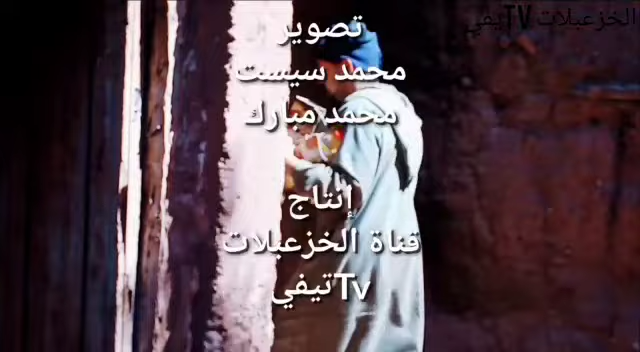 الخزعبلات TVتيفي
تصوير
محمد سيست
محمد مبارك
إنتاج
قناة الخزعبلات
Tvتيفي